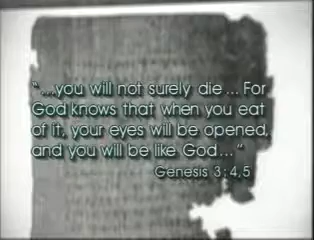 “...you will not surely die... For
God knows that when you eat
of it, your eyes will be opened,
and you will be like God...”
Genesis 3:4,5